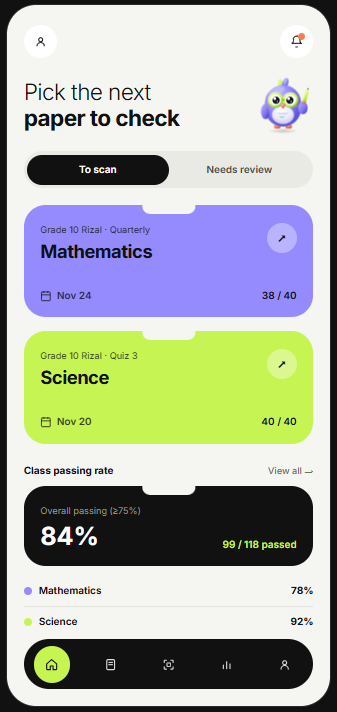 Pick the next
paper to check
To scan
Needs review
Grade 10 Rizal · Quarterly
Mathematics
Nov 24
38 / 40
Grade 10 Rizal · Quiz 3
Science
Nov 20
40 / 40
Class passing rate
View all
Overall passing (≥75%)
84%
99 / 118 passed
Mathematics
78%
Science
92%